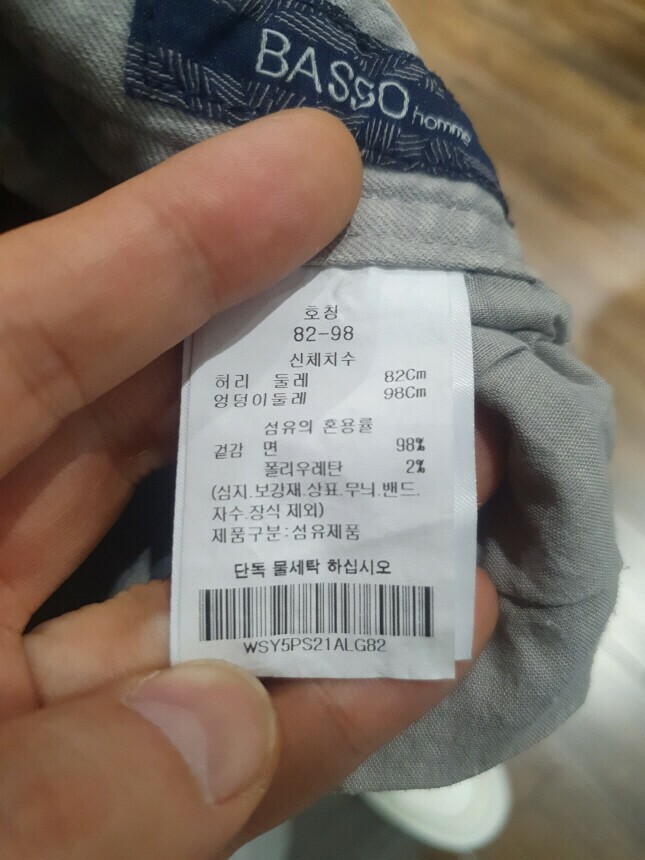 BASSO homme
호칭
82-98
신체치수
허리 둘레 82Cm
엉덩이둘레 98Cm
섬유의 혼용률
겉감 면 98%
폴리우레탄 2%
(심지.보강재.상표.무늬.밴드.
자수.장식 제외)
제품구분:섬유제품
단독 물세탁 하십시오
WSY5PS21ALG82